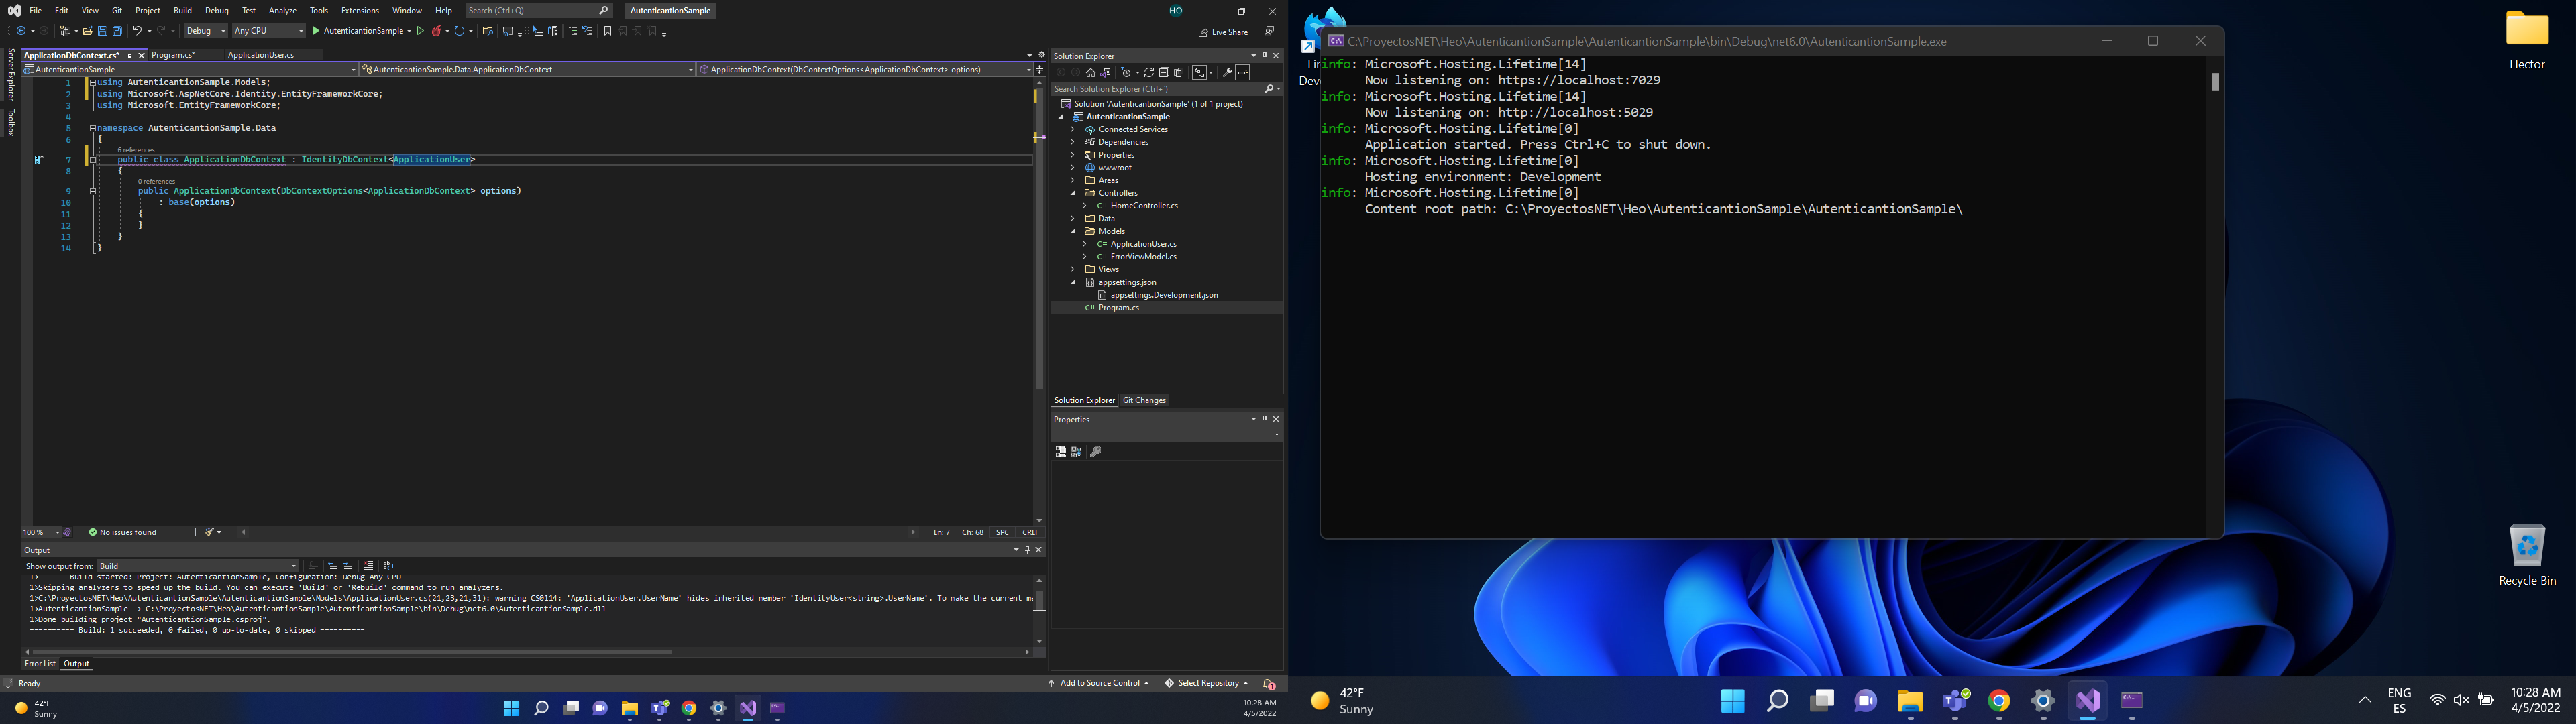 File Edit View Git Project Build Debug Test Analyze Tools Extensions Window Help Search (Ctrl+Q) AutenticantionSample HO
Debug Any CPU AutenticantionSample Live Share
Server Explorer
Toolbox
ApplicationDbContext.cs* Program.cs* ApplicationUser.cs
AutenticantionSample AutenticantionSample.Data.ApplicationDbContext ApplicationDbContext(DbContextOptions<ApplicationDbContext> options)
1 using AutenticantionSample.Models;
2 using Microsoft.AspNetCore.Identity.EntityFrameworkCore;
3 using Microsoft.EntityFrameworkCore;
4
5 namespace AutenticantionSample.Data
6 {
6 references
7 public class ApplicationDbContext : IdentityDbContext<ApplicationUser>
8 {
0 references
9 public ApplicationDbContext(DbContextOptions<ApplicationDbContext> options)
10 : base(options)
11 {
12 }
13 }
14 }
100 % No issues found Ln: 7 Ch: 68 SPC CRLF
Output
Show output from: Build
1>------ Build started: Project: AutenticantionSample, Configuration: Debug Any CPU ------
1>Skipping analyzers to speed up the build. You can execute 'Build' or 'Rebuild' command to run analyzers.
1>C:\ProyectosNET\Heo\AutenticantionSample\AutenticantionSample\Models\ApplicationUser.cs(21,23,21,31): warning CS0114: 'ApplicationUser.UserName' hides inherited member 'IdentityUser<string>.UserName'. To make the current me
1>AutenticantionSample -> C:\ProyectosNET\Heo\AutenticantionSample\AutenticantionSample\bin\Debug\net6.0\AutenticantionSample.dll
1>Done building project "AutenticantionSample.csproj".
========== Build: 1 succeeded, 0 failed, 0 up-to-date, 0 skipped ==========
Error List Output
Solution Explorer
Search Solution Explorer (Ctrl+¨)
Solution 'AutenticantionSample' (1 of 1 project)
AutenticantionSample
Connected Services
Dependencies
Properties
wwwroot
Areas
Controllers
C# HomeController.cs
Data
Models
C# ApplicationUser.cs
C# ErrorViewModel.cs
Views
appsettings.json
appsettings.Development.json
C# Program.cs
Solution Explorer Git Changes
Properties
Ready Add to Source Control Select Repository 1
42°F
Sunny
10:28 AM
4/5/2022
Deve
C:\ProyectosNET\Heo\AutenticantionSample\AutenticantionSample\bin\Debug\net6.0\AutenticantionSample.exe
info: Microsoft.Hosting.Lifetime[14]
Now listening on: https://localhost:7029
info: Microsoft.Hosting.Lifetime[14]
Now listening on: http://localhost:5029
info: Microsoft.Hosting.Lifetime[0]
Application started. Press Ctrl+C to shut down.
info: Microsoft.Hosting.Lifetime[0]
Hosting environment: Development
info: Microsoft.Hosting.Lifetime[0]
Content root path: C:\ProyectosNET\Heo\AutenticantionSample\AutenticantionSample\
Hector
Recycle Bin
42°F
Sunny
ENG
ES
10:28 AM
4/5/2022